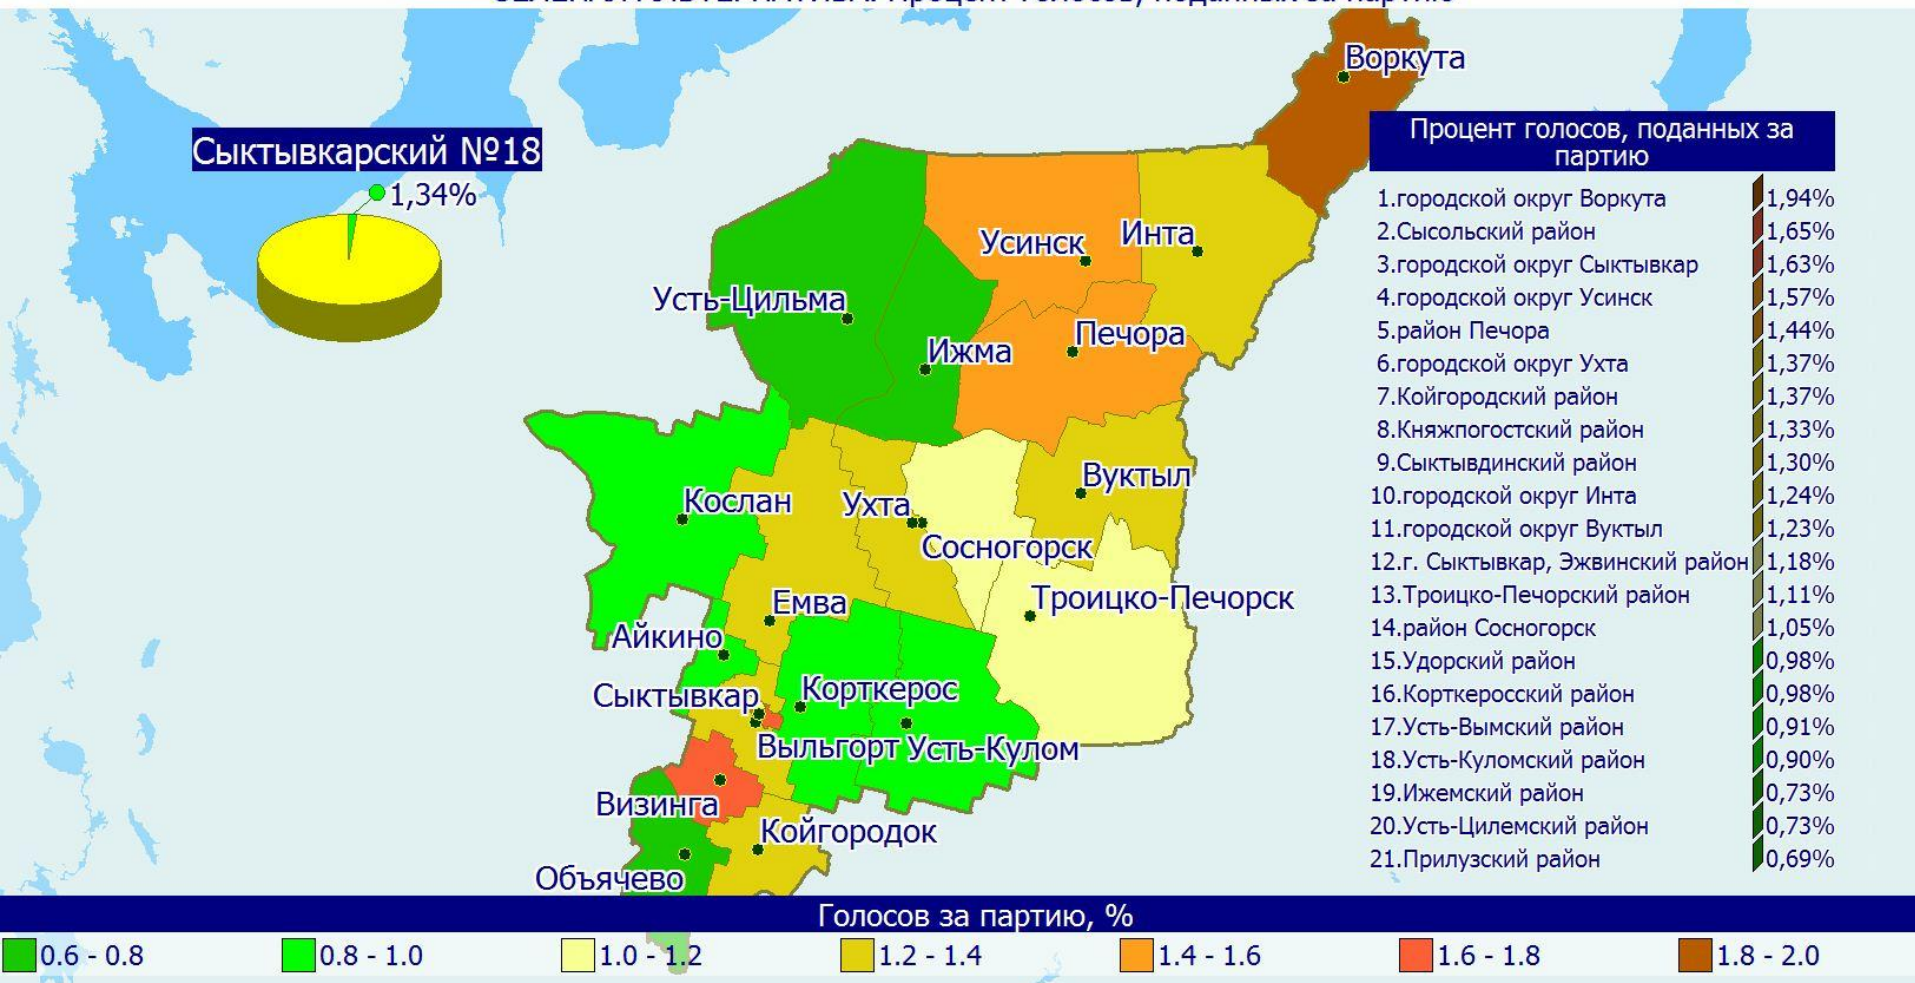 Процент голосов, поданных за партию
Воркута
Процент голосов, поданных за
партию
Сыктывкарский №18
1,34%
Усинск
Инта
Усть-Цильма
Ижма
Печора
Кослан
Ухта
Вуктыл
Сосногорск
Емва
Троицко-Печорск
Айкино
Сыктывкар
Корткерос
Выльгорт
Усть-Кулом
Визинга
Койгородок
Объячево
1.городской округ Воркута 1,94%
2.Сысольский район 1,65%
3.городской округ Сыктывкар 1,63%
4.городской округ Усинск 1,57%
5.район Печора 1,44%
6.городской округ Ухта 1,37%
7.Койгородский район 1,37%
8.Княжпогостский район 1,33%
9.Сыктывдинский район 1,30%
10.городской округ Инта 1,24%
11.городской округ Вуктыл 1,23%
12.г. Сыктывкар, Эжвинский район 1,18%
13.Троицко-Печорский район 1,11%
14.район Сосногорск 1,05%
15.Удорский район 0,98%
16.Корткеросский район 0,98%
17.Усть-Вымский район 0,91%
18.Усть-Куломский район 0,90%
19.Ижемский район 0,73%
20.Усть-Цилемский район 0,73%
21.Прилузский район 0,69%
Голосов за партию, %
0.6 - 0.8
0.8 - 1.0
1.0 - 1.2
1.2 - 1.4
1.4 - 1.6
1.6 - 1.8
1.8 - 2.0